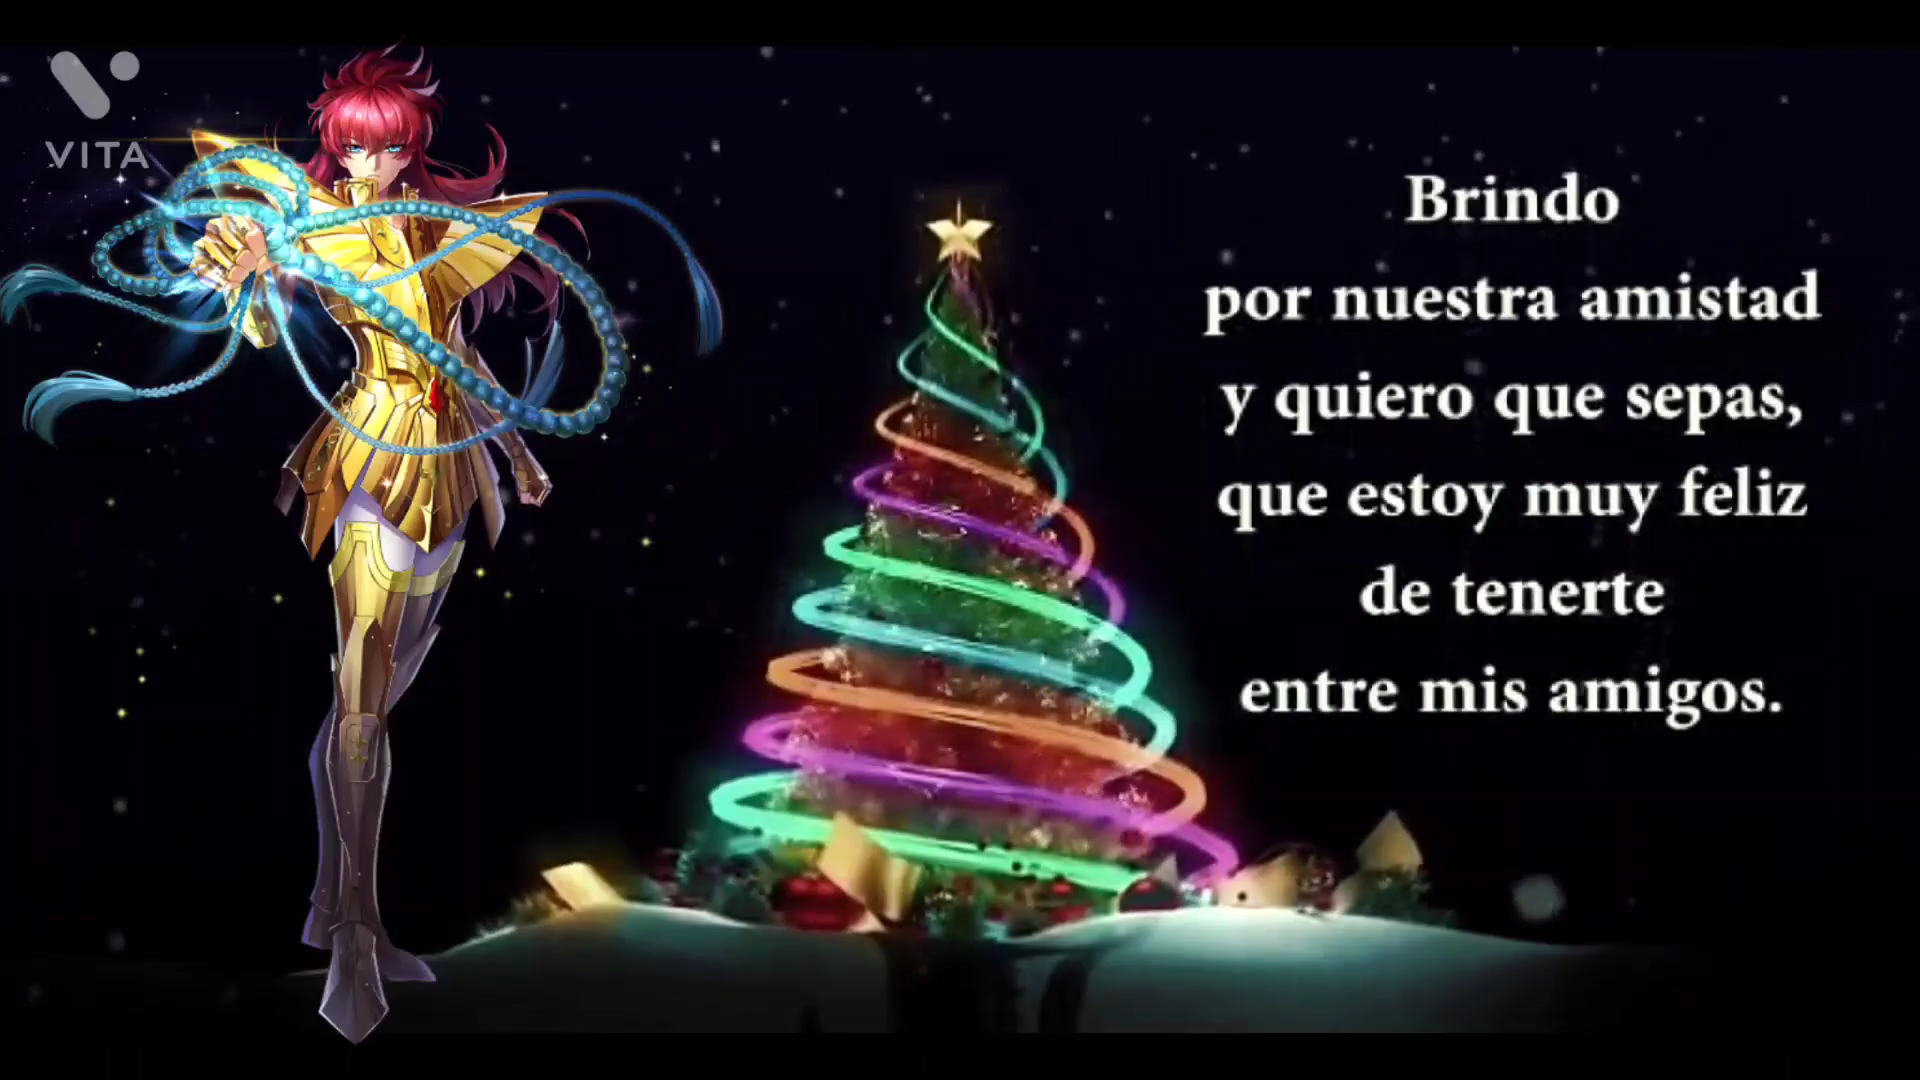 VITA
Brindo
por nuestra amistad
y quiero que sepas,
que estoy muy feliz
de tenerte
entre mis amigos.